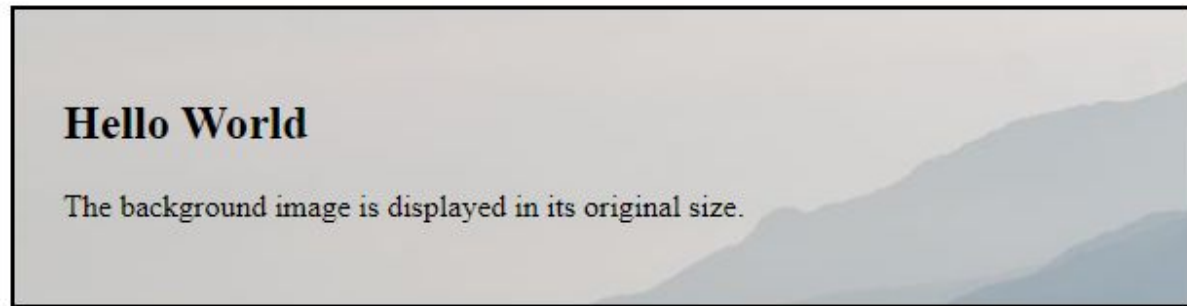 Hello World
The background image is displayed in its original size.